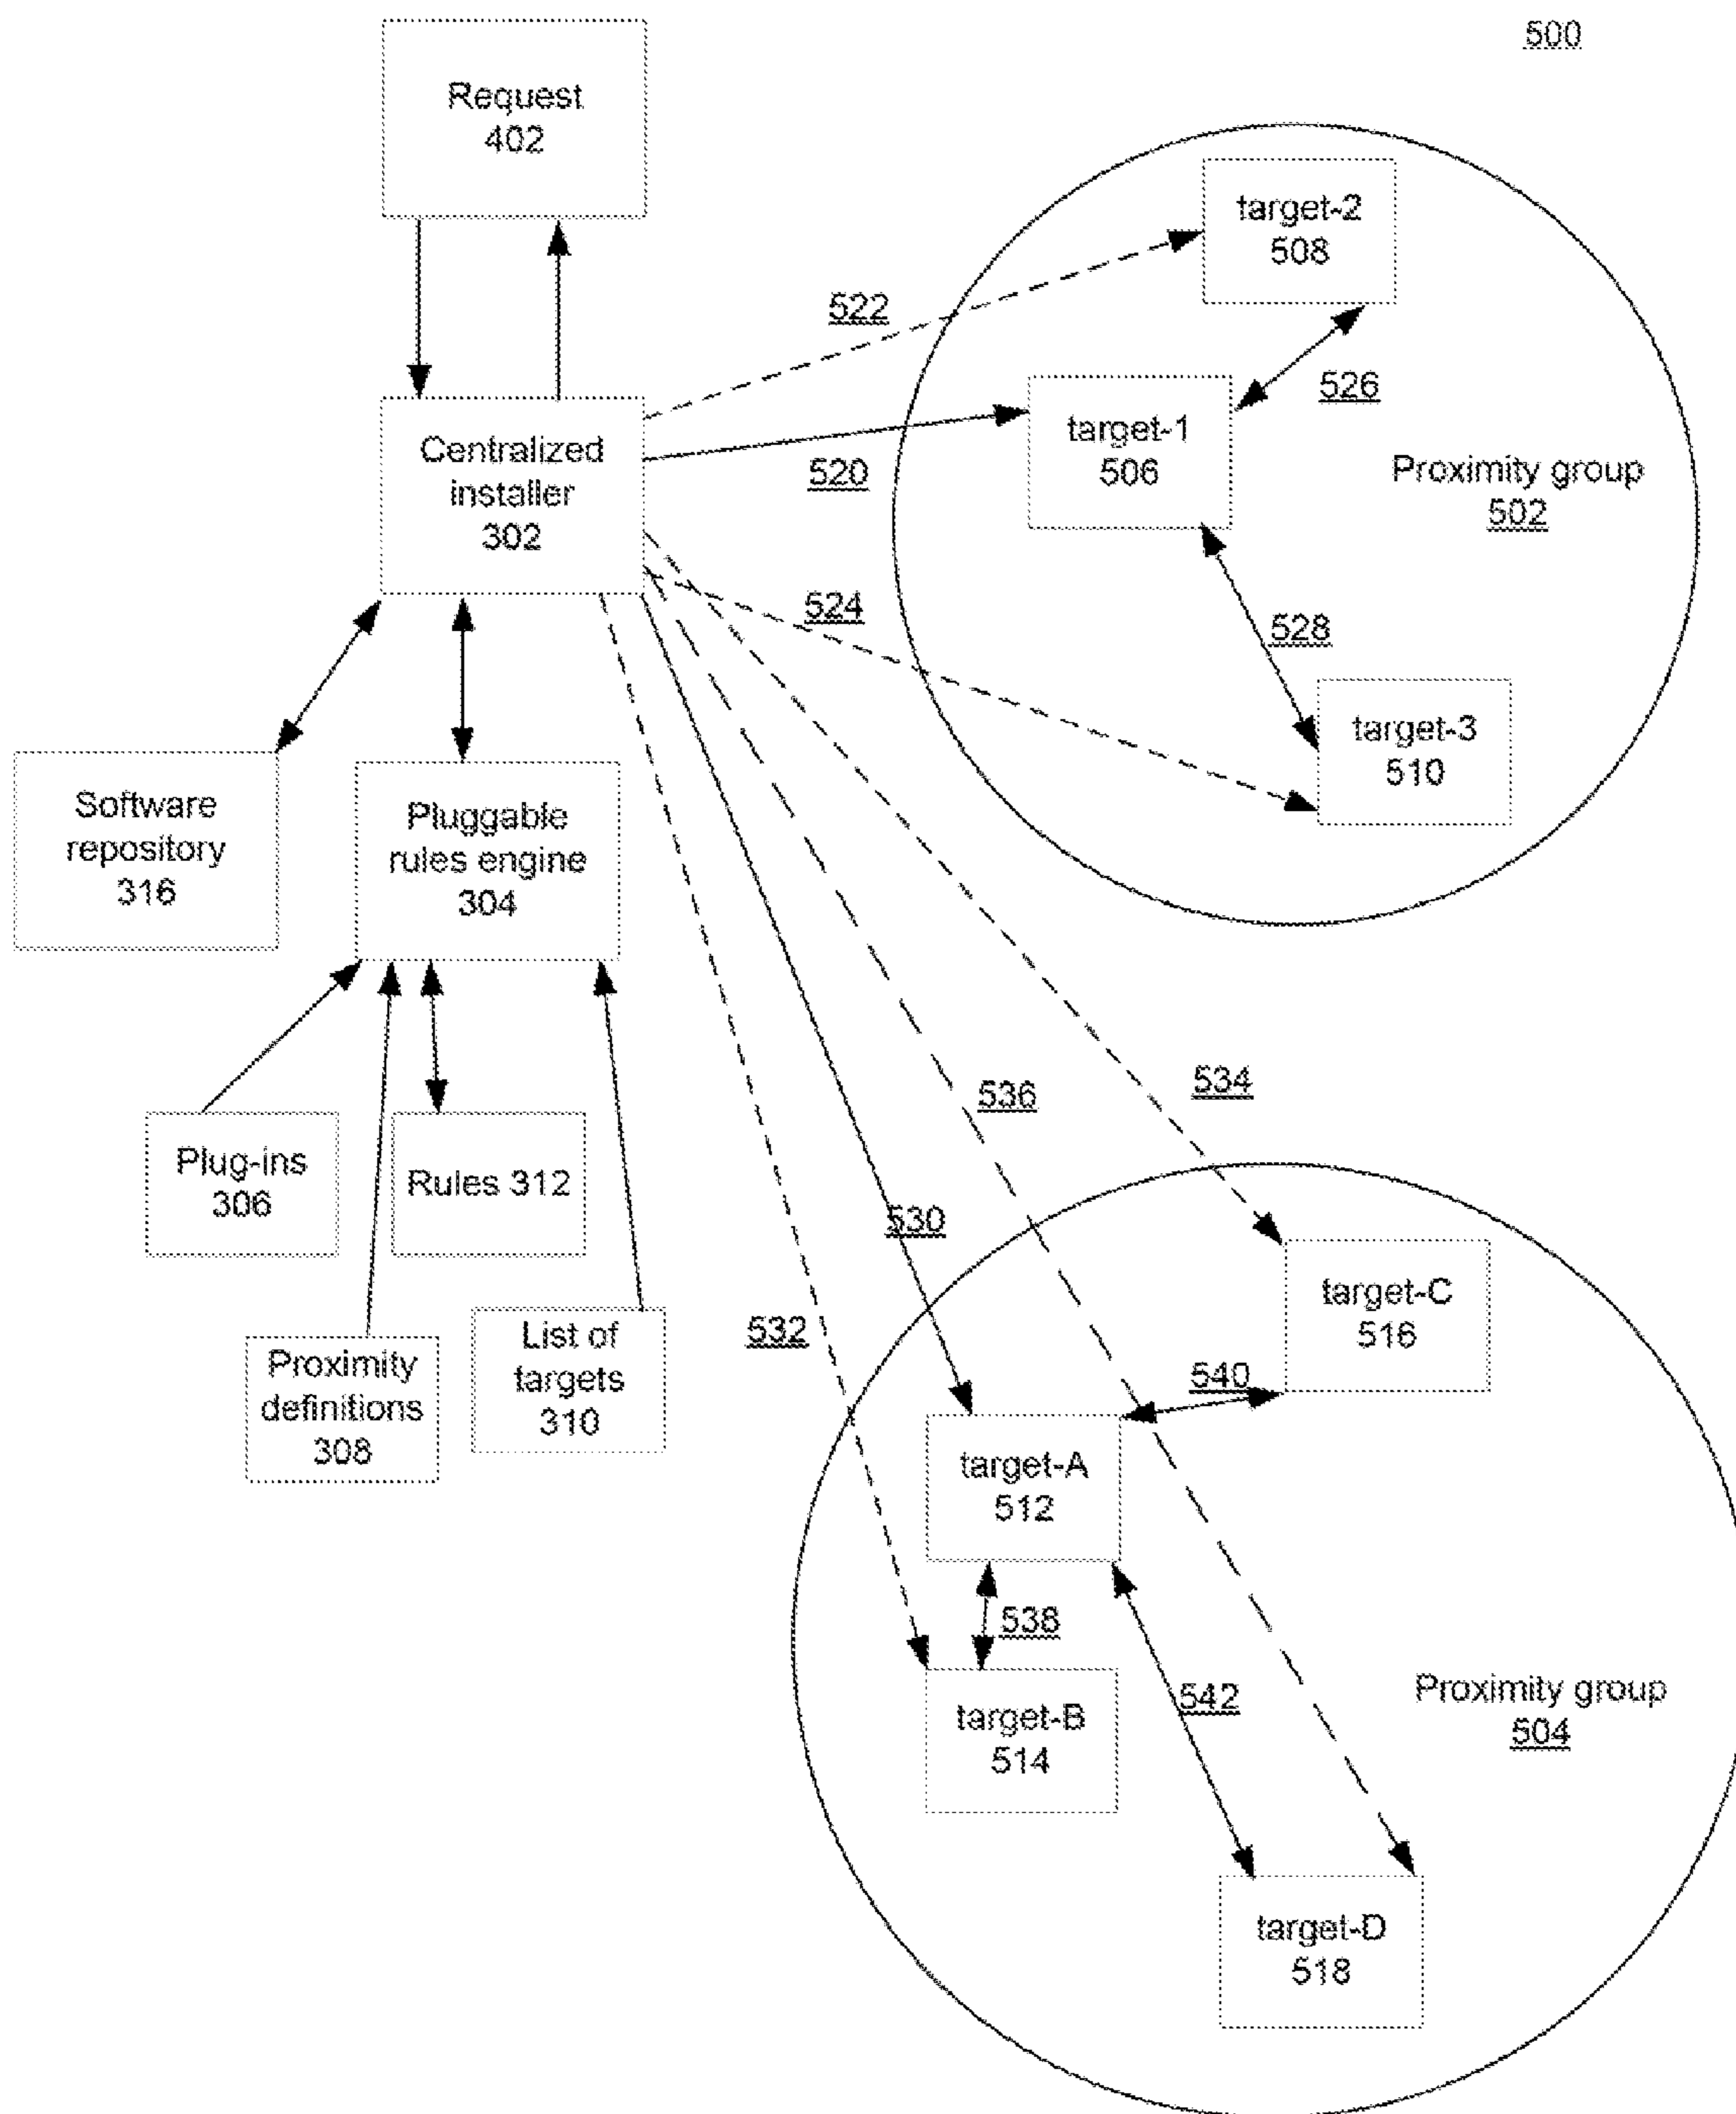 500
Request
402
target-2
508
522
526
target-1
506
Centralized
installer
302
520
Proximity group
502
524
528
target-3
510
Software
repository
316
Pluggable
rules engine
304
536
534
Plug-ins
306
Rules 312
530
532
target-C
516
List of
targets
310
Proximity
definitions
308
540
target-A
512
538
542
target-B
514
Proximity group
504
target-D
518